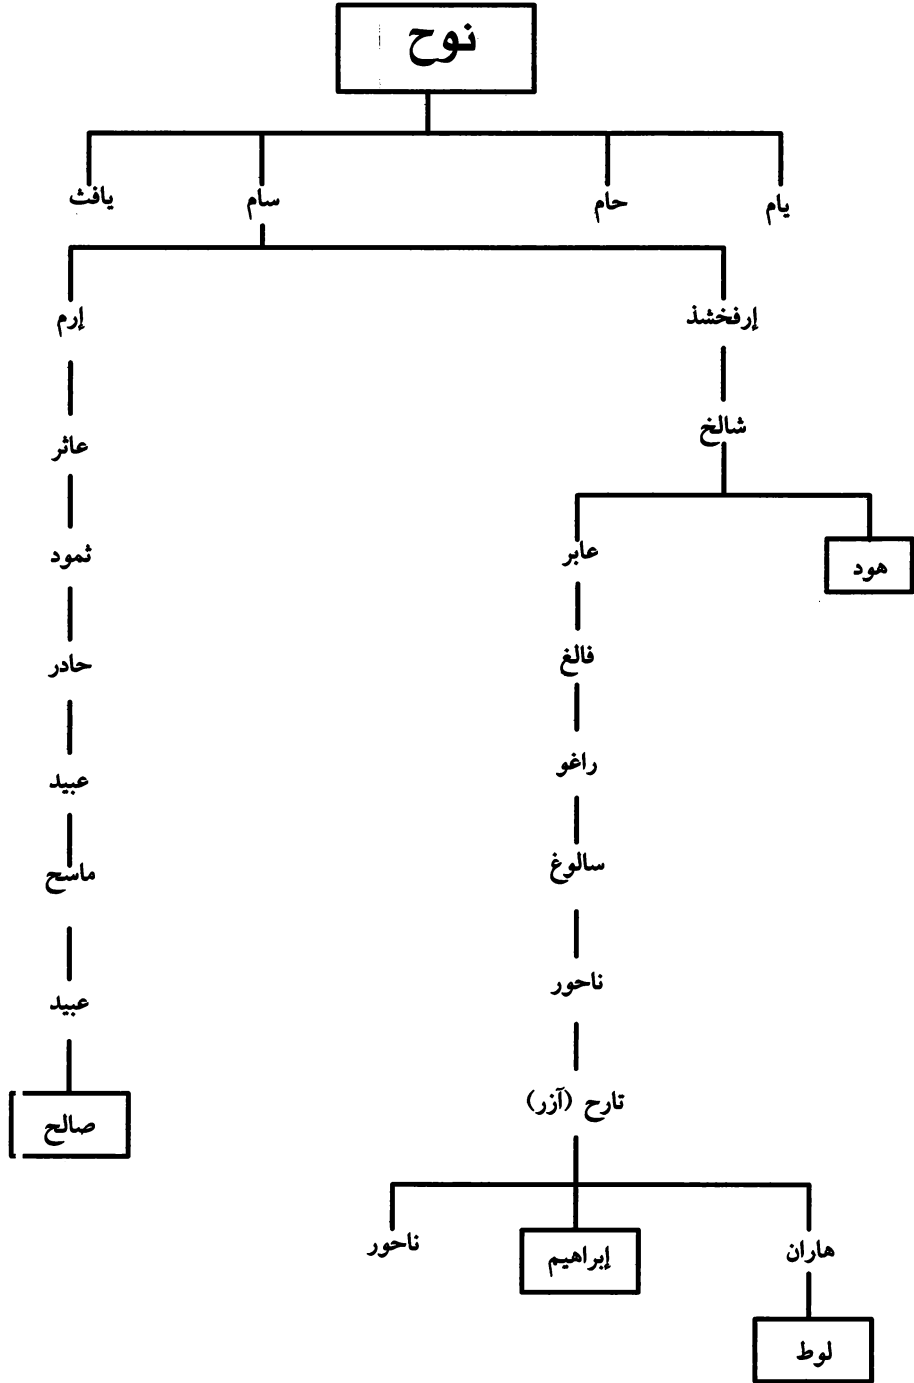 نوح
يام
حام
سام
يافث
إرفخشذ
إرم
شالخ
عاثر
هود
عابر
ثمود
فالغ
حادر
راغو
عبيد
سالوغ
ماسح
ناحور
عبيد
تارح (آزر)
صالح
هاران
إبراهيم
ناحور
لوط